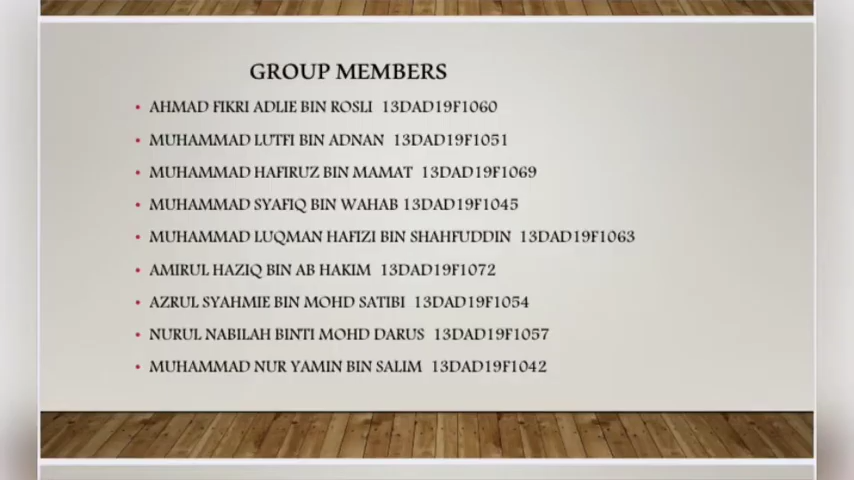 GROUP MEMBERS
• AHMAD FIKRI ADLIE BIN ROSLI 13DAD19F1060
• MUHAMMAD LUTFI BIN ADNAN 13DAD19F1051
• MUHAMMAD HAFIRUZ BIN MAMAT 13DAD19F1069
• MUHAMMAD SYAFIQ BIN WAHAB 13DAD19F1045
• MUHAMMAD LUQMAN HAFIZI BIN SHAHFUDDIN 13DAD19F1063
• AMIRUL HAZIQ BIN AB HAKIM 13DAD19F1072
• AZRUL SYAHMIE BIN MOHD SATIBI 13DAD19F1054
• NURUL NABILAH BINTI MOHD DARUS 13DAD19F1057
• MUHAMMAD NUR YAMIN BIN SALIM 13DAD19F1042